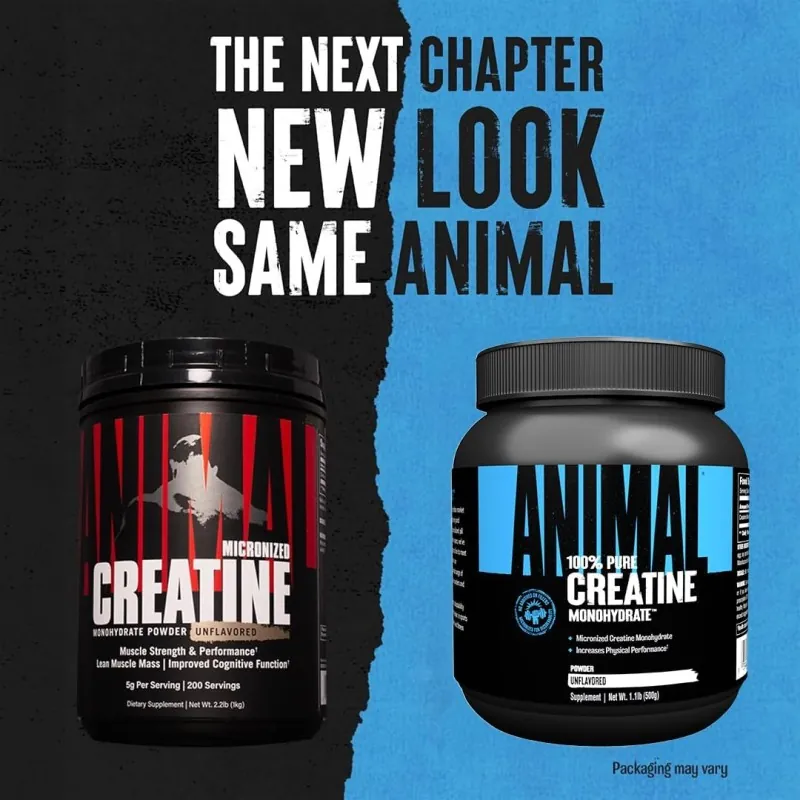 THE NEXT CHAPTER
NEW LOOK
SAME ANIMAL
ANIMAL
MICRONIZED
CREATINE
MONOHYDRATE POWDER UNFLAVORED
Muscle Strength & Performance†
Lean Muscle Mass | Improved Cognitive Function†
5g Per Serving | 200 Servings
Dietary Supplement | Net Wt. 2.2lb (1kg)
ANIMAL
100% PURE
CREATINE
MONOHYDRATE™
• Micronized Creatine Monohydrate
• Increases Physical Performance†
POWDER
UNFLAVORED
Supplement | Net Wt. 1.1lb (500g)
Packaging may vary